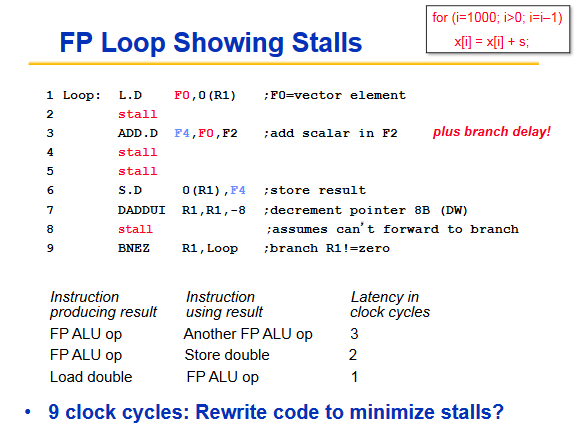 for (i=1000; i>0; i=i–1)
x[i] = x[i] + s;
FP Loop Showing Stalls
1 Loop: L.D F0,0(R1) ;F0=vector element
2 stall
3 ADD.D F4,F0,F2 ;add scalar in F2 plus branch delay!
4 stall
5 stall
6 S.D 0(R1),F4 ;store result
7 DADDUI R1,R1,-8 ;decrement pointer 8B (DW)
8 stall ;assumes can’t forward to branch
9 BNEZ R1,Loop ;branch R1!=zero
Instruction Instruction Latency in
producing result using result clock cycles
FP ALU op Another FP ALU op 3
FP ALU op Store double 2
Load double FP ALU op 1
• 9 clock cycles: Rewrite code to minimize stalls?